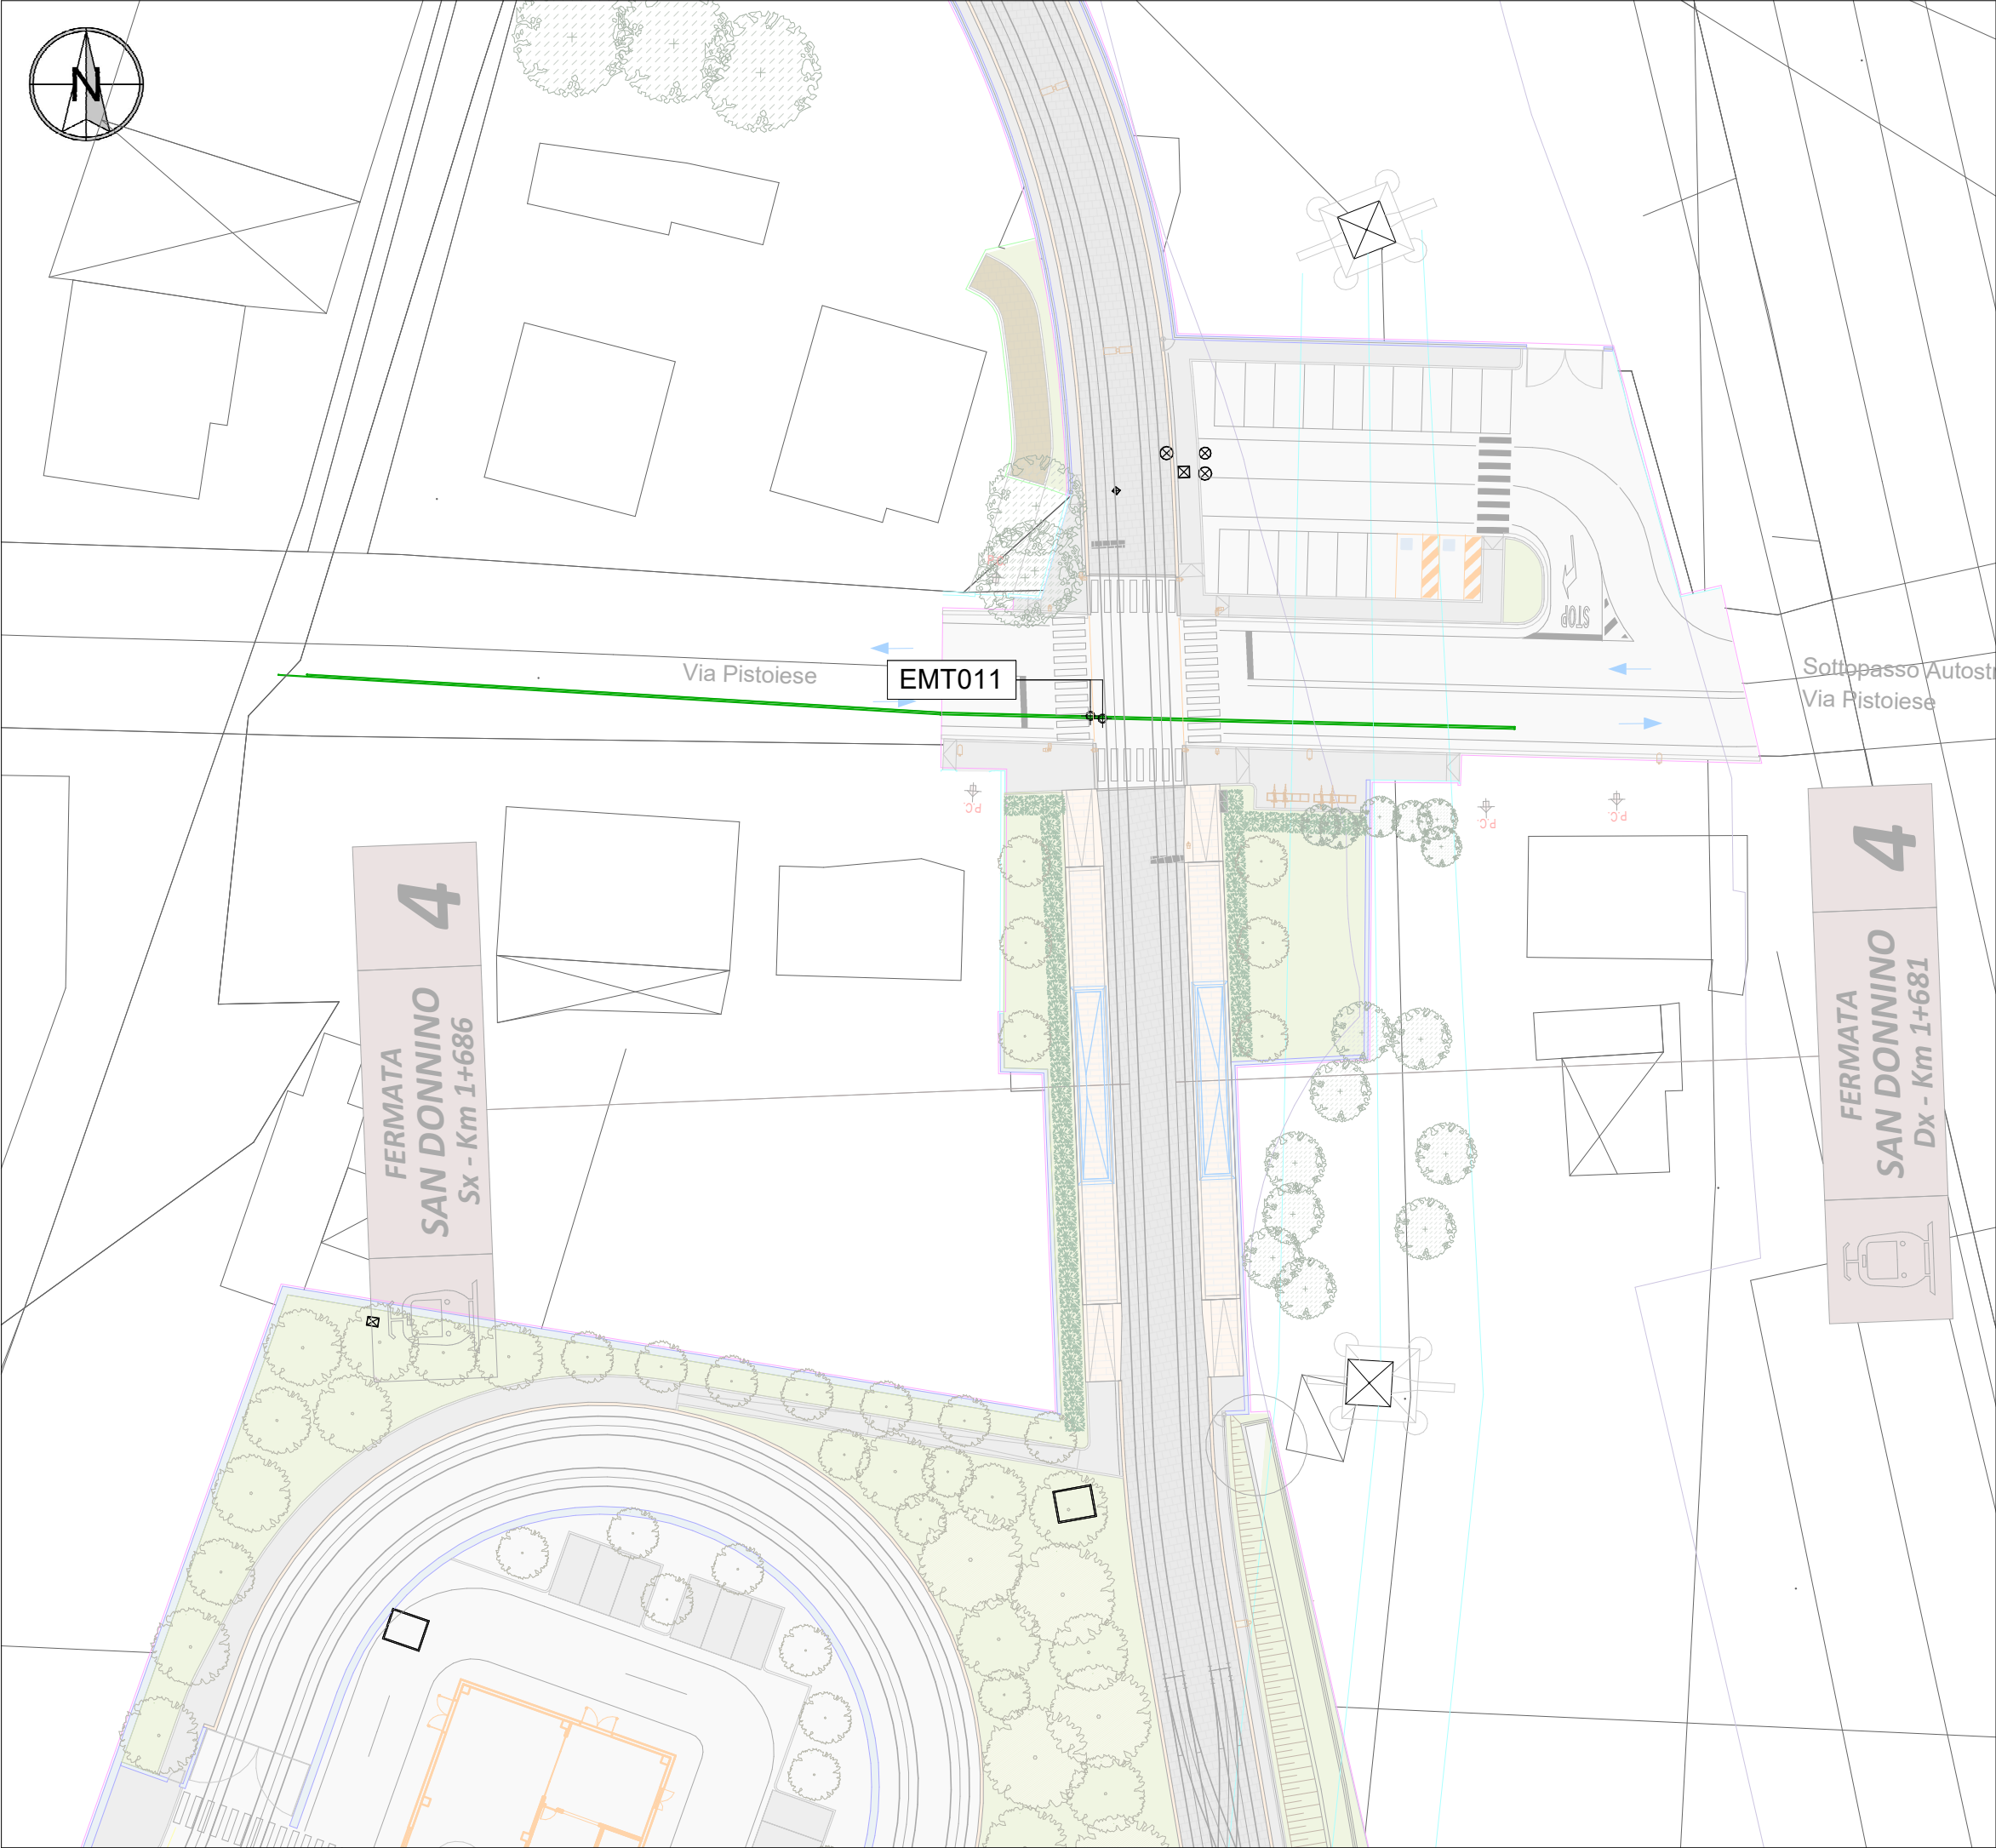 N
STOP
Via Pistoiese
EMT011
Sottopasso Autostr
Via Pistoiese
P.C.
P.C.
P.C.
4
FERMATA
SAN DONNINO
Sx - Km 1+686
4
FERMATA
SAN DONNINO
Dx - Km 1+681